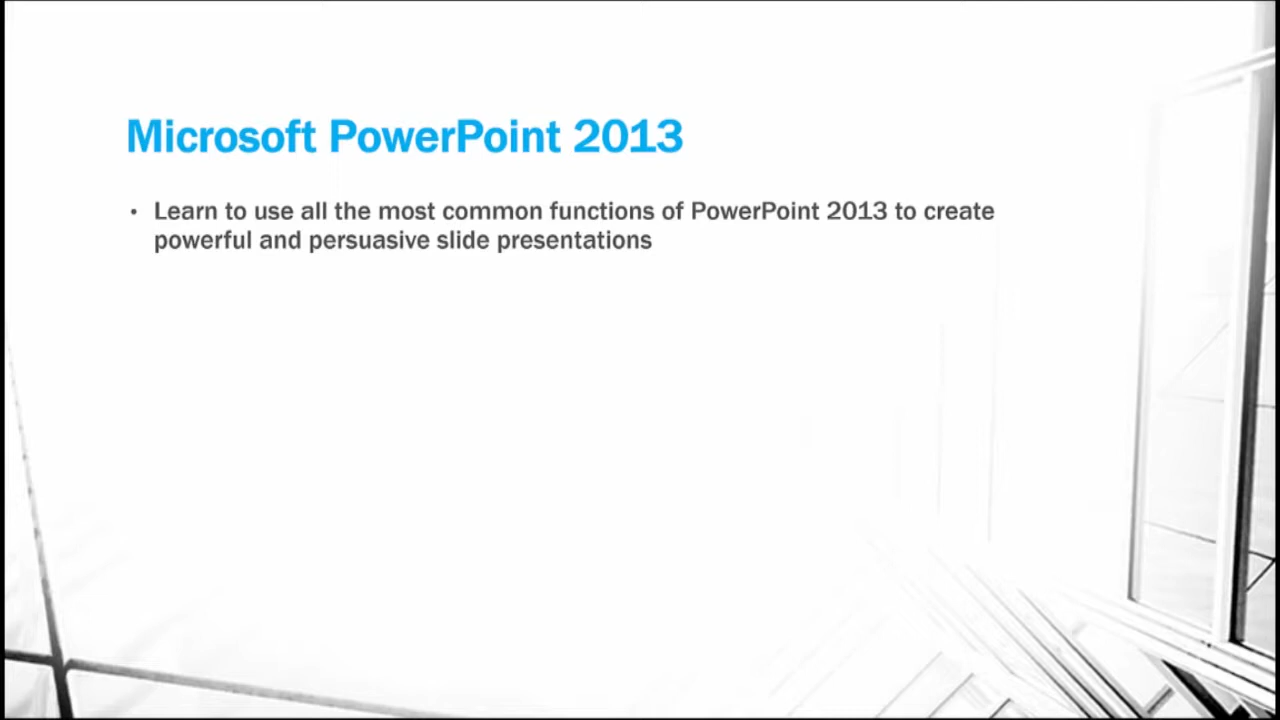 Microsoft PowerPoint 2013
• Learn to use all the most common functions of PowerPoint 2013 to create
powerful and persuasive slide presentations